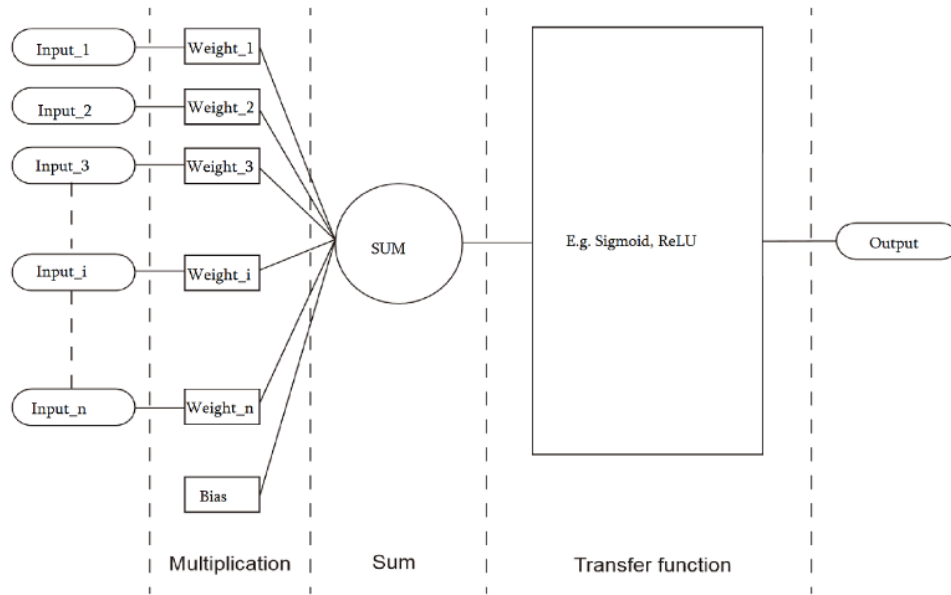 Input_1
Weight_1
Input_2
Weight_2
Input_3
Weight_3
SUM
E.g. Sigmoid, ReLU
Output
Input_i
Weight_i
Input_n
Weight_n
Bias
Multiplication
Sum
Transfer function